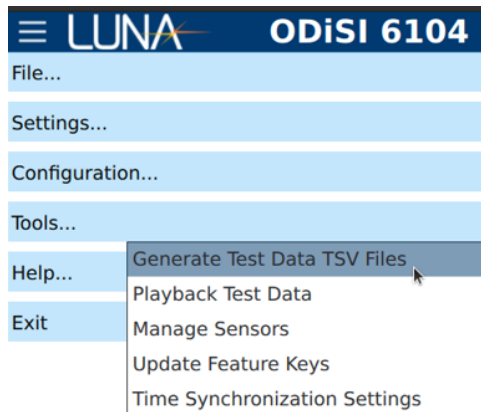 LUNA ODiSI 6104
File...
Settings...
Configuration...
Tools...
Generate Test Data TSV Files
Help...
Playback Test Data
Manage Sensors
Exit
Update Feature Keys
Time Synchronization Settings